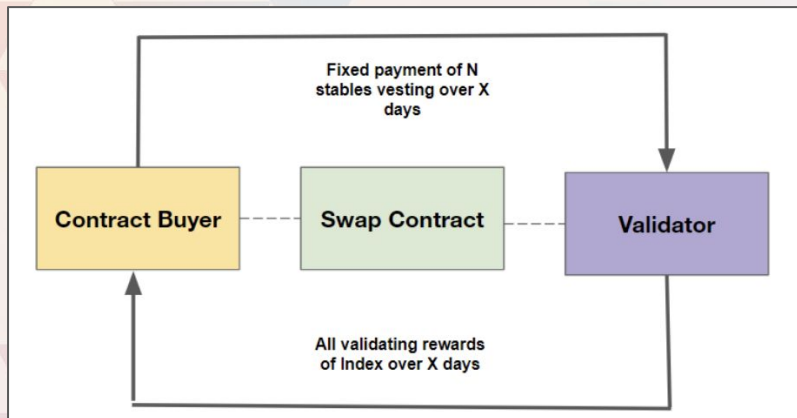 Fixed payment of N
stables vesting over X
days
Contract Buyer
Swap Contract
Validator
All validating rewards
of Index over X days